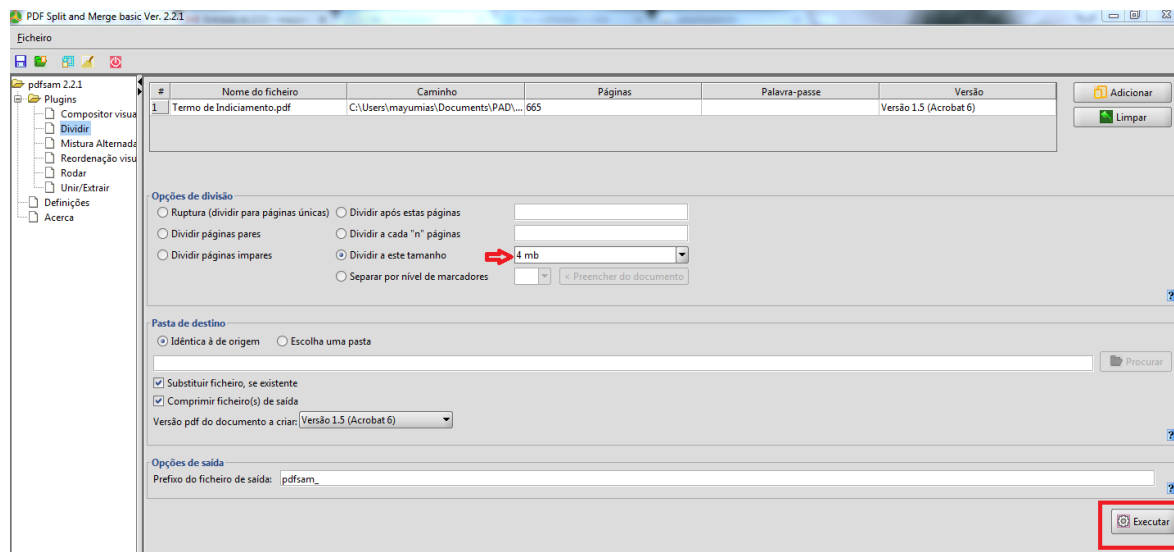 PDF Split and Merge basic Ver. 2.2.1
Ficheiro
pdfsam 2.2.1
Plugins
Compositor visua
Dividir
Mistura Alternada
Reordenação visu
Rodar
Unir/Extrair
Definições
Acerca
# Nome do ficheiro Caminho Páginas Palavra-passe Versão
1 Termo de Indiciamento.pdf C:\Users\mayumias\Documents\PAD\... 665 Versão 1.5 (Acrobat 6)
Adicionar
Limpar
Opções de divisão
Ruptura (dividir para páginas únicas) Dividir após estas páginas
Dividir páginas pares Dividir a cada "n" páginas
Dividir páginas impares Dividir a este tamanho 4 mb
Separar por nível de marcadores < Preencher do documento
?
Pasta de destino
Idêntica à de origem Escolha uma pasta
Procurar
Substituir ficheiro, se existente
Comprimir ficheiro(s) de saída
Versão pdf do documento a criar: Versão 1.5 (Acrobat 6)
?
Opções de saída
Prefixo do ficheiro de saída: pdfsam_
?
Executar